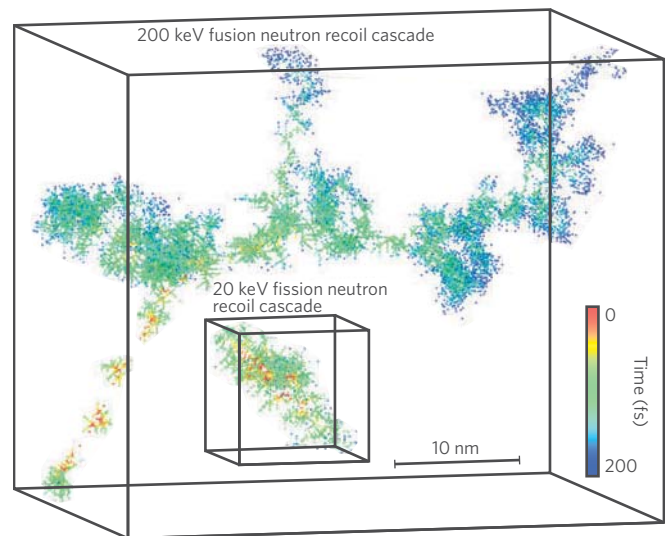 200 keV fusion neutron recoil cascade
20 keV fission neutron
recoil cascade
0
Time (fs)
200
10 nm